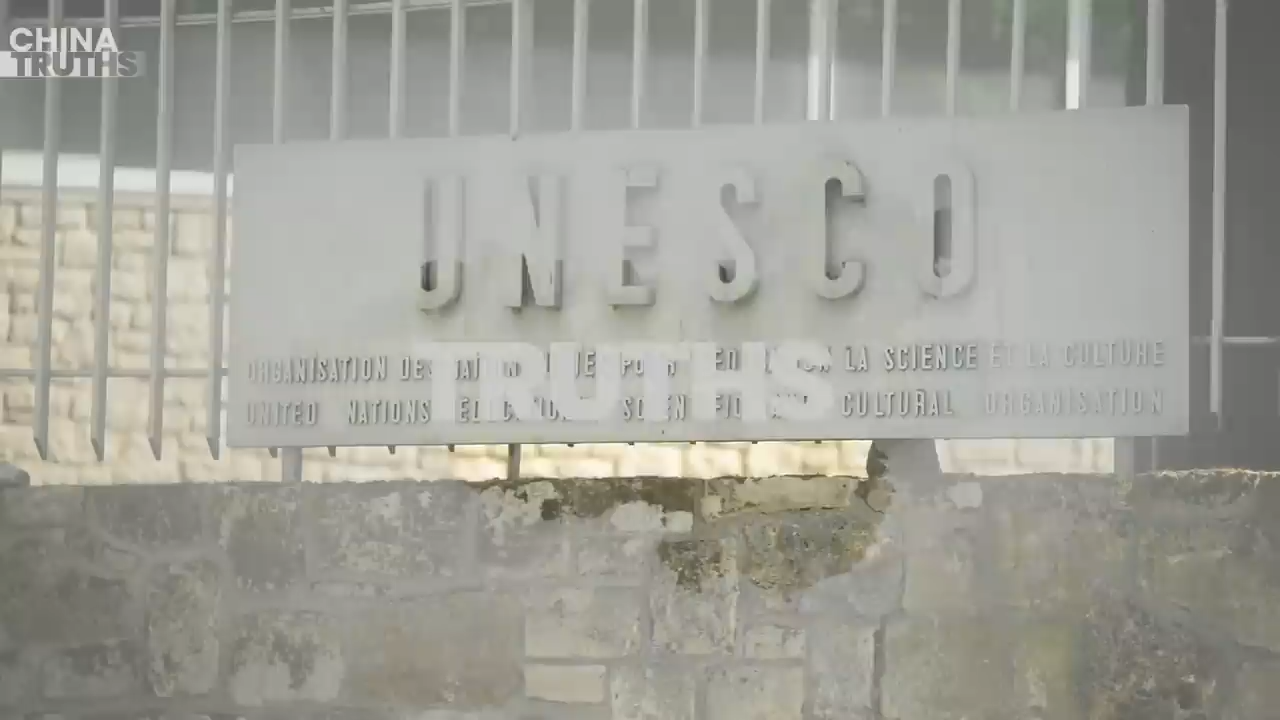 CHINA
TRUTHS
UNESCO
TRUTHS
ORGANISATION DES LA SCIENCE ET LA CULTURE
UNITED NATIONS CULTURAL ORGANISATION